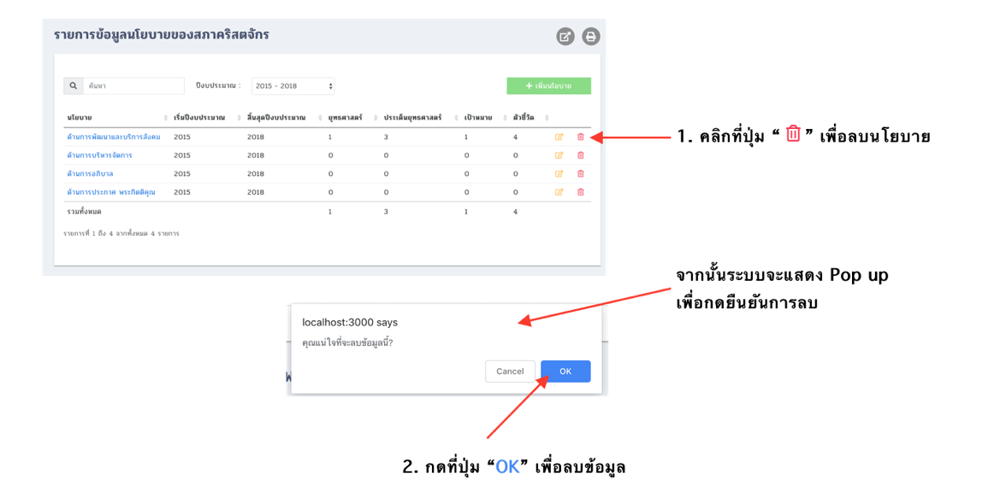 รายการข้อมูลนโยบายของสภาคริสตจักร
ค้นหา
ปีงบประมาณ :
2015 - 2018
+ เพิ่มนโยบาย
นโยบาย เริ่มปีงบประมาณ สิ้นสุดปีงบประมาณ ยุทธศาสตร์ ประเด็นยุทธศาสตร์ เป้าหมาย ตัวชี้วัด
ด้านการพัฒนาและบริการสังคม 2015 2018 1 3 1 4
ด้านการบริหารจัดการ 2015 2018 0 0 0 0
ด้านการอภิบาล 2015 2018 0 0 0 0
ด้านการประกาศ พระกิตติคุณ 2015 2018 0 0 0 0
รวมทั้งหมด 1 3 1 4
รายการที่ 1 ถึง 4 จากทั้งหมด 4 รายการ
1. คลิกที่ปุ่ม “ ” เพื่อลบนโยบาย
จากนั้นระบบจะแสดง Pop up
เพื่อกดยืนยันการลบ
localhost:3000 says
คุณแน่ใจที่จะลบข้อมูลนี้?
Cancel
OK
2. กดที่ปุ่ม “OK” เพื่อลบข้อมูล